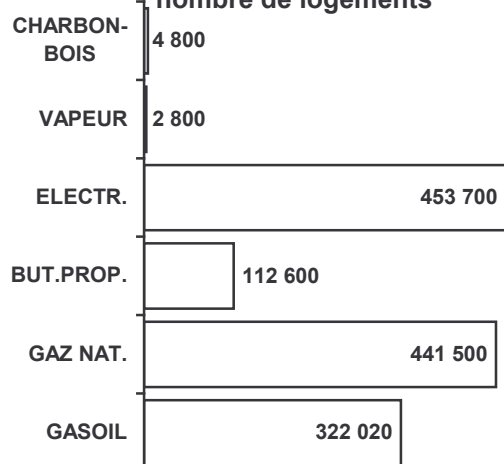 nombre de logements
CHARBON-
BOIS
4 800
VAPEUR
2 800
ELECTR.
453 700
BUT.PROP.
112 600
GAZ NAT.
441 500
GASOIL
322 020